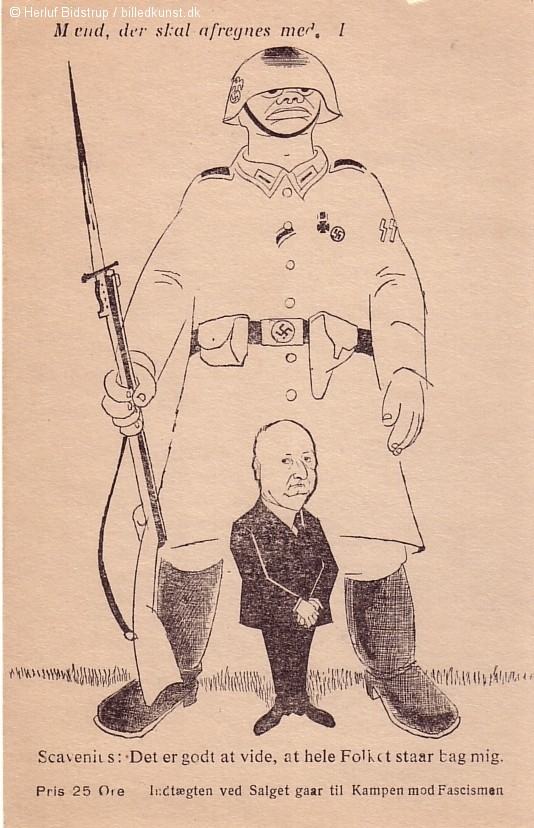 © Herluf Bidstrup / billedkunst.dk
Mænd, der skal afregnes med. I
Scavenius: Det er godt at vide, at hele Folket staar bag mig.
Pris 25 Øre Indtægten ved Salget gaar til Kampen mod Fascismen